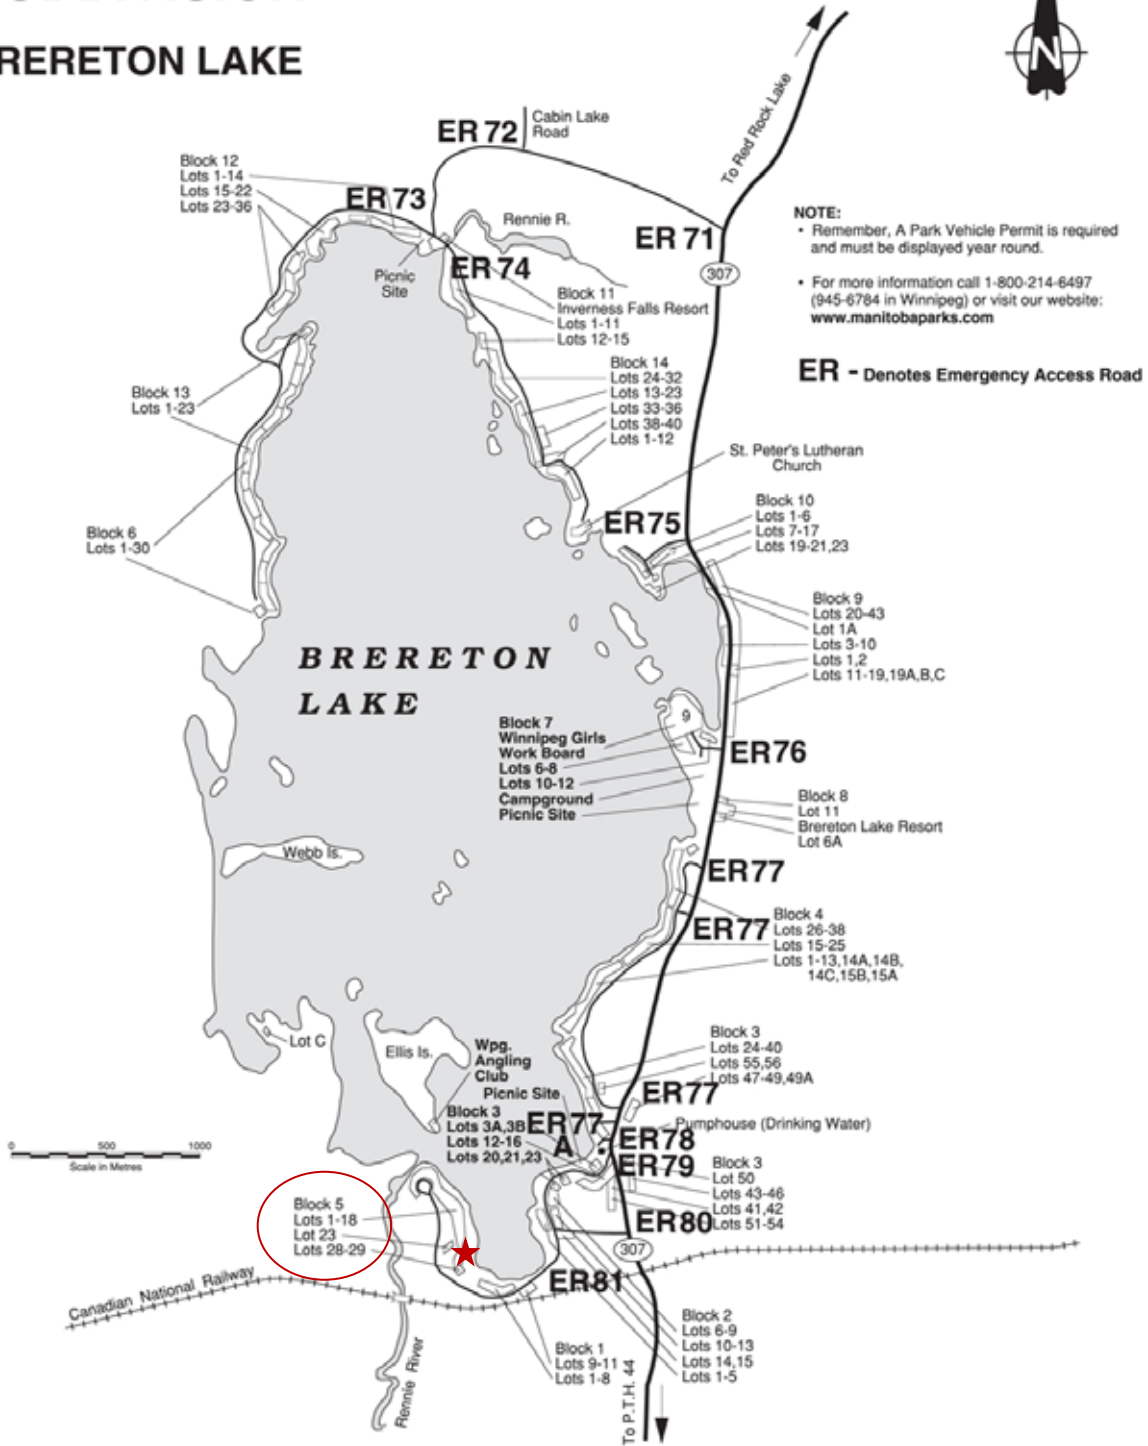 RERETON LAKE
N
To Red Rock Lake
Cabin Lake
Road
ER 72
Block 12
Lots 1-14
Lots 15-22
Lots 23-36
ER 73
Rennie R.
ER 71
307
NOTE:
• Remember, A Park Vehicle Permit is required
and must be displayed year round.
• For more information call 1-800-214-6497
(945-6784 in Winnipeg) or visit our website:
www.manitobaparks.com
ER - Denotes Emergency Access Road
Picnic
Site
ER 74
Block 11
Inverness Falls Resort
Lots 1-11
Lots 12-15
Block 14
Lots 24-32
Lots 13-23
Lots 33-36
Lots 38-40
Lots 1-12
Block 13
Lots 1-23
St. Peter's Lutheran
Church
Block 6
Lots 1-30
ER75
Block 10
Lots 1-6
Lots 7-17
Lots 19-21,23
Block 9
Lots 20-43
Lot 1A
Lots 3-10
Lots 1,2
Lots 11-19,19A,B,C
BRERETON
LAKE
9
Block 7
Winnipeg Girls
Work Board
Lots 6-8
Lots 10-12
Campground
Picnic Site
ER76
Block 8
Lot 11
Brereton Lake Resort
Lot 6A
Webb Is.
ER77
ER77
Block 4
Lots 26-38
Lots 15-25
Lots 1-13,14A,14B,
14C,15B,15A
Lot C
Ellis Is.
Wpg.
Angling
Club
Picnic Site
Block 3
Lots 24-40
Lots 55,56
Lots 47-49,49A
ER77
Block 3
Lots 3A,3B
Lots 12-16
Lots 20,21,23
ER77
A
Pumphouse (Drinking Water)
ER78
ER79
Block 3
Lot 50
Lots 43-46
Lots 41,42
Lots 51-54
0 500 1000
Scale in Metres
Block 5
Lots 1-18
Lot 23
Lots 28-29
ER80
307
ER81
Canadian National Railway
Rennie River
Block 1
Lots 9-11
Lots 1-8
Block 2
Lots 6-9
Lots 10-13
Lots 14,15
Lots 1-5
To P.T.H. 44